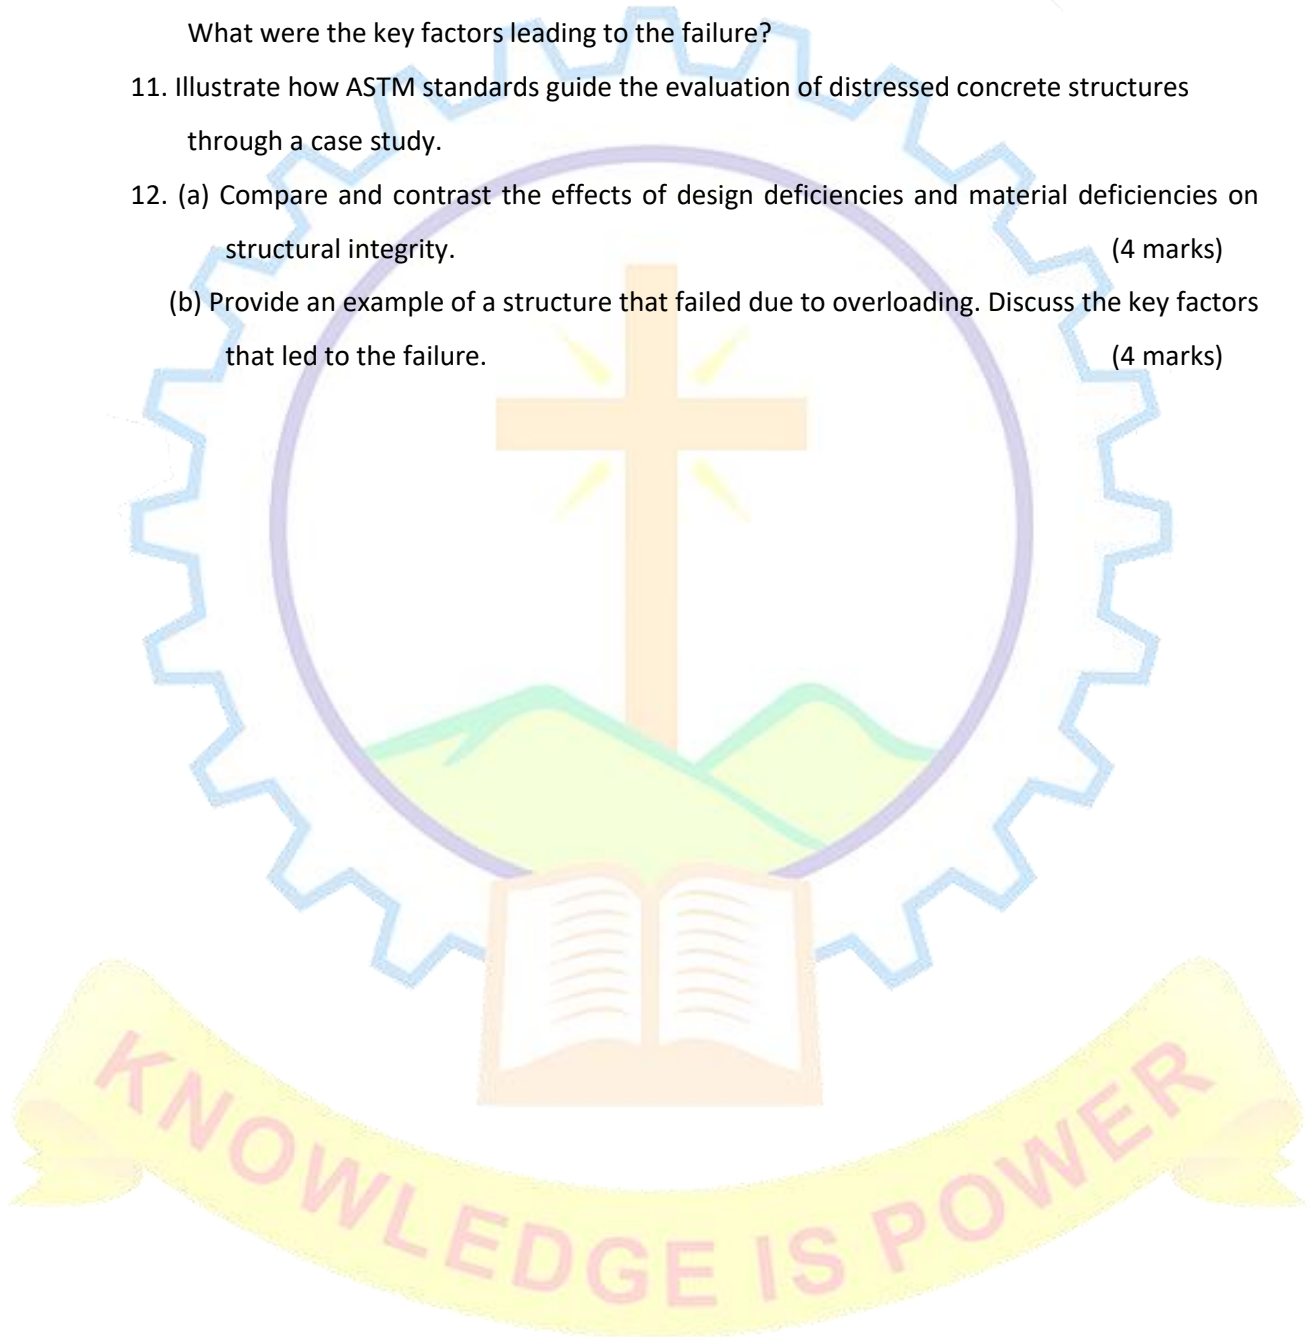 What were the key factors leading to the failure?
11. Illustrate how ASTM standards guide the evaluation of distressed concrete structures
through a case study.
12. (a) Compare and contrast the effects of design deficiencies and material deficiencies on
structural integrity. (4 marks)
(b) Provide an example of a structure that failed due to overloading. Discuss the key factors
that led to the failure. (4 marks)
KNOWLEDGE IS POWER